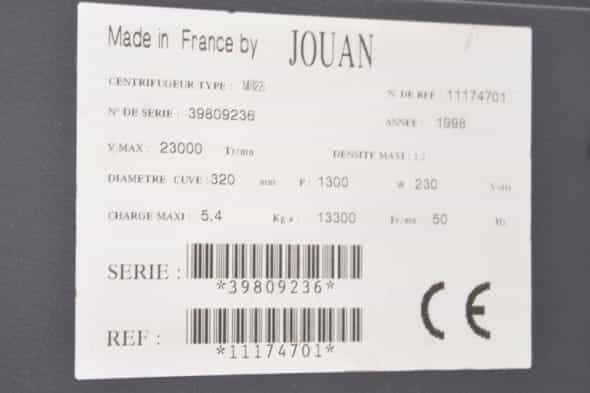 Made in France by JOUAN
CENTRIFUGEUR TYPE : MR22
N. DE REF : 11174701
N° DE SERIE : 39809236
ANNEE : 1998
V.MAX : 23000 Tr/mn
DENSITE MAXI : 1.2
DIAMETRE CUVE : 320 mm P : 1300 W 230 Volts
CHARGE MAXI : 5.4 Kg à 13300 Tr/mn 50 Hz
SERIE :
*39809236*
REF :
*11174701*
CE